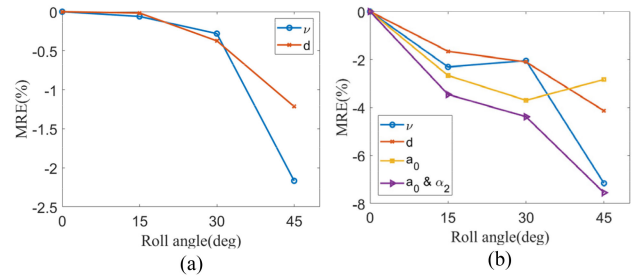 0
-0.5
-1
-1.5
-2
-2.5
MRE(%)
0 15 30 45
Roll angle(deg)
ν
d
(a)
0
-2
-4
-6
-8
MRE(%)
0 15 30 45
Roll angle(deg)
ν
d
a₀
a₀ & α₂
(b)